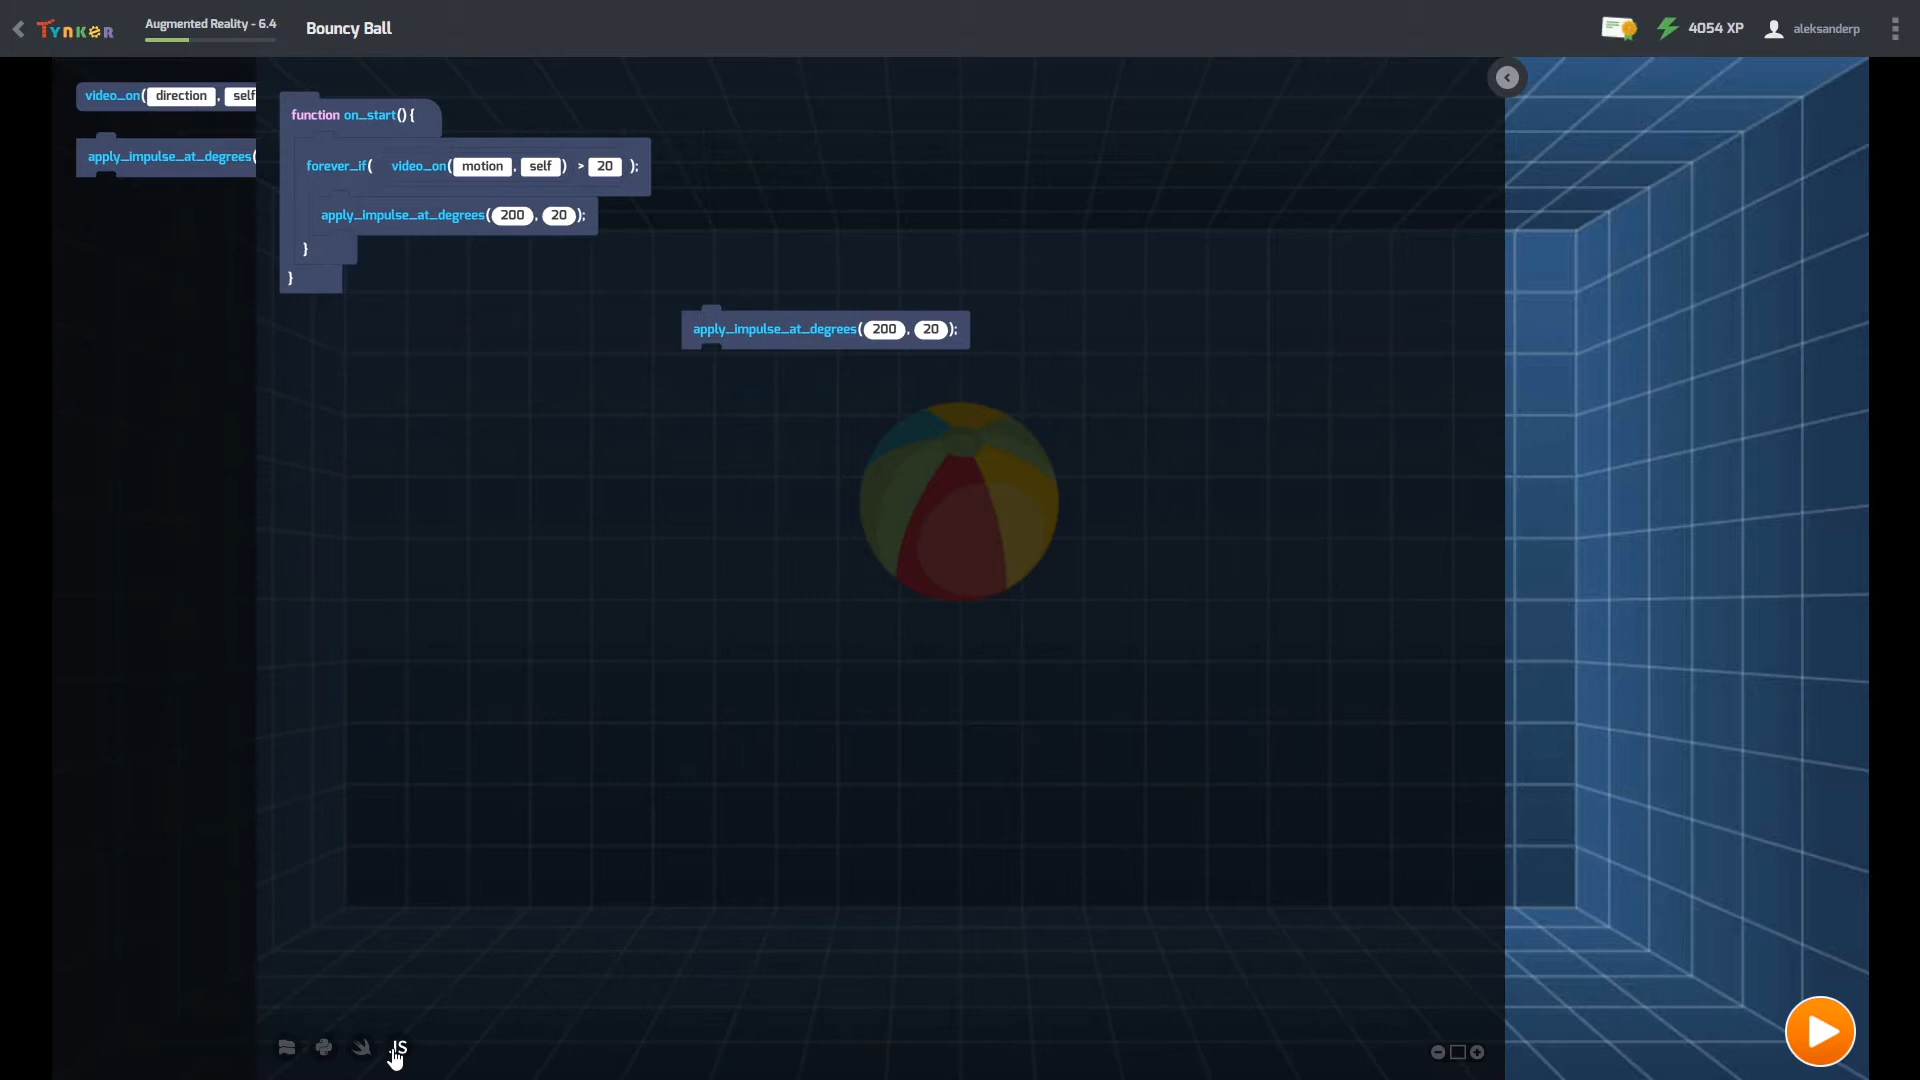 TYNKER
Augmented Reality - 6.4
Bouncy Ball
4054 XP
aleksanderp
video_on( direction , self
apply_impulse_at_degrees(
function on_start() {
forever_if( video_on( motion , self ) > 20 );
apply_impulse_at_degrees( 200 , 20 );
}
}
apply_impulse_at_degrees( 200 , 20 );
JS